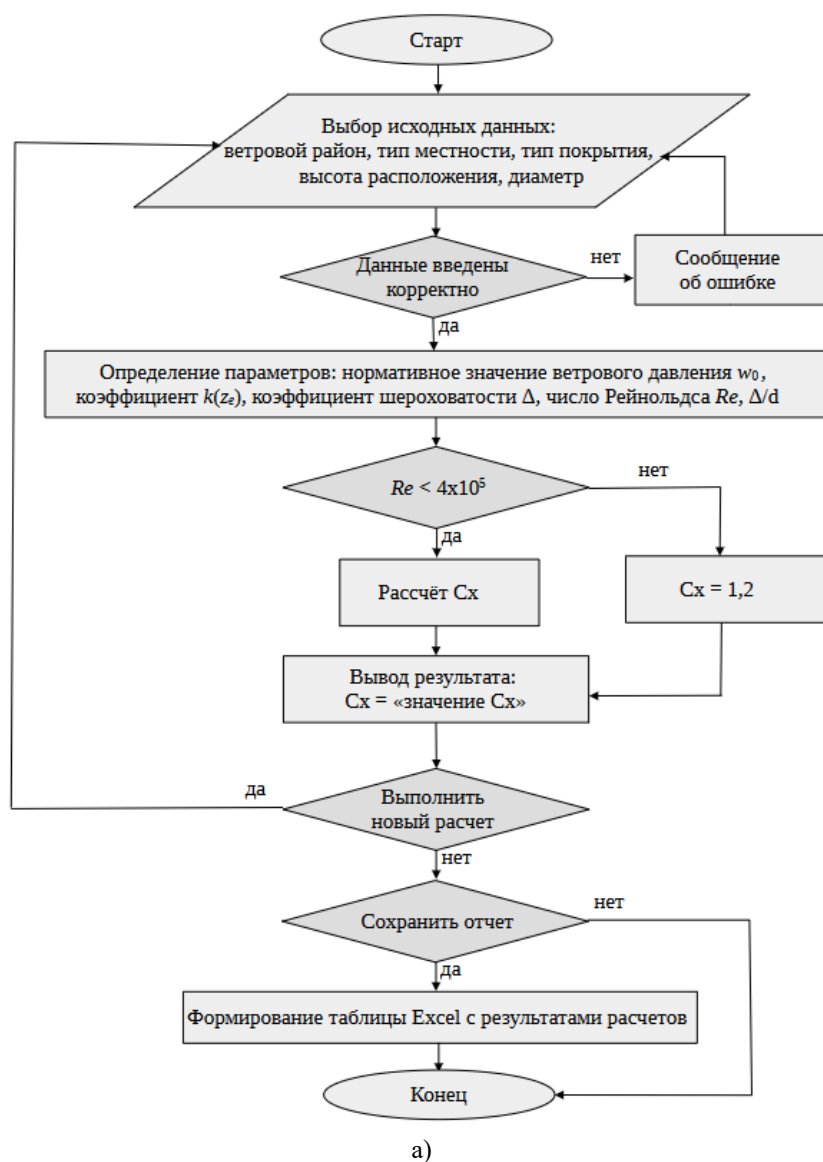 Старт
Выбор исходных данных:
ветровой район, тип местности, тип покрытия,
высота расположения, диаметр
Данные введены
корректно
нет
Сообщение
об ошибке
да
Определение параметров: нормативное значение ветрового давления w₀,
коэффициент k(zₑ), коэффициент шероховатости Δ, число Рейнольдса Re, Δ/d
Re < 4x10⁵
нет
да
Рассчёт Cx
Cx = 1,2
Вывод результата:
Cx = «значение Cx»
да
Выполнить
новый расчет
нет
Сохранить отчет
нет
да
Формирование таблицы Excel с результатами расчетов
Конец
а)